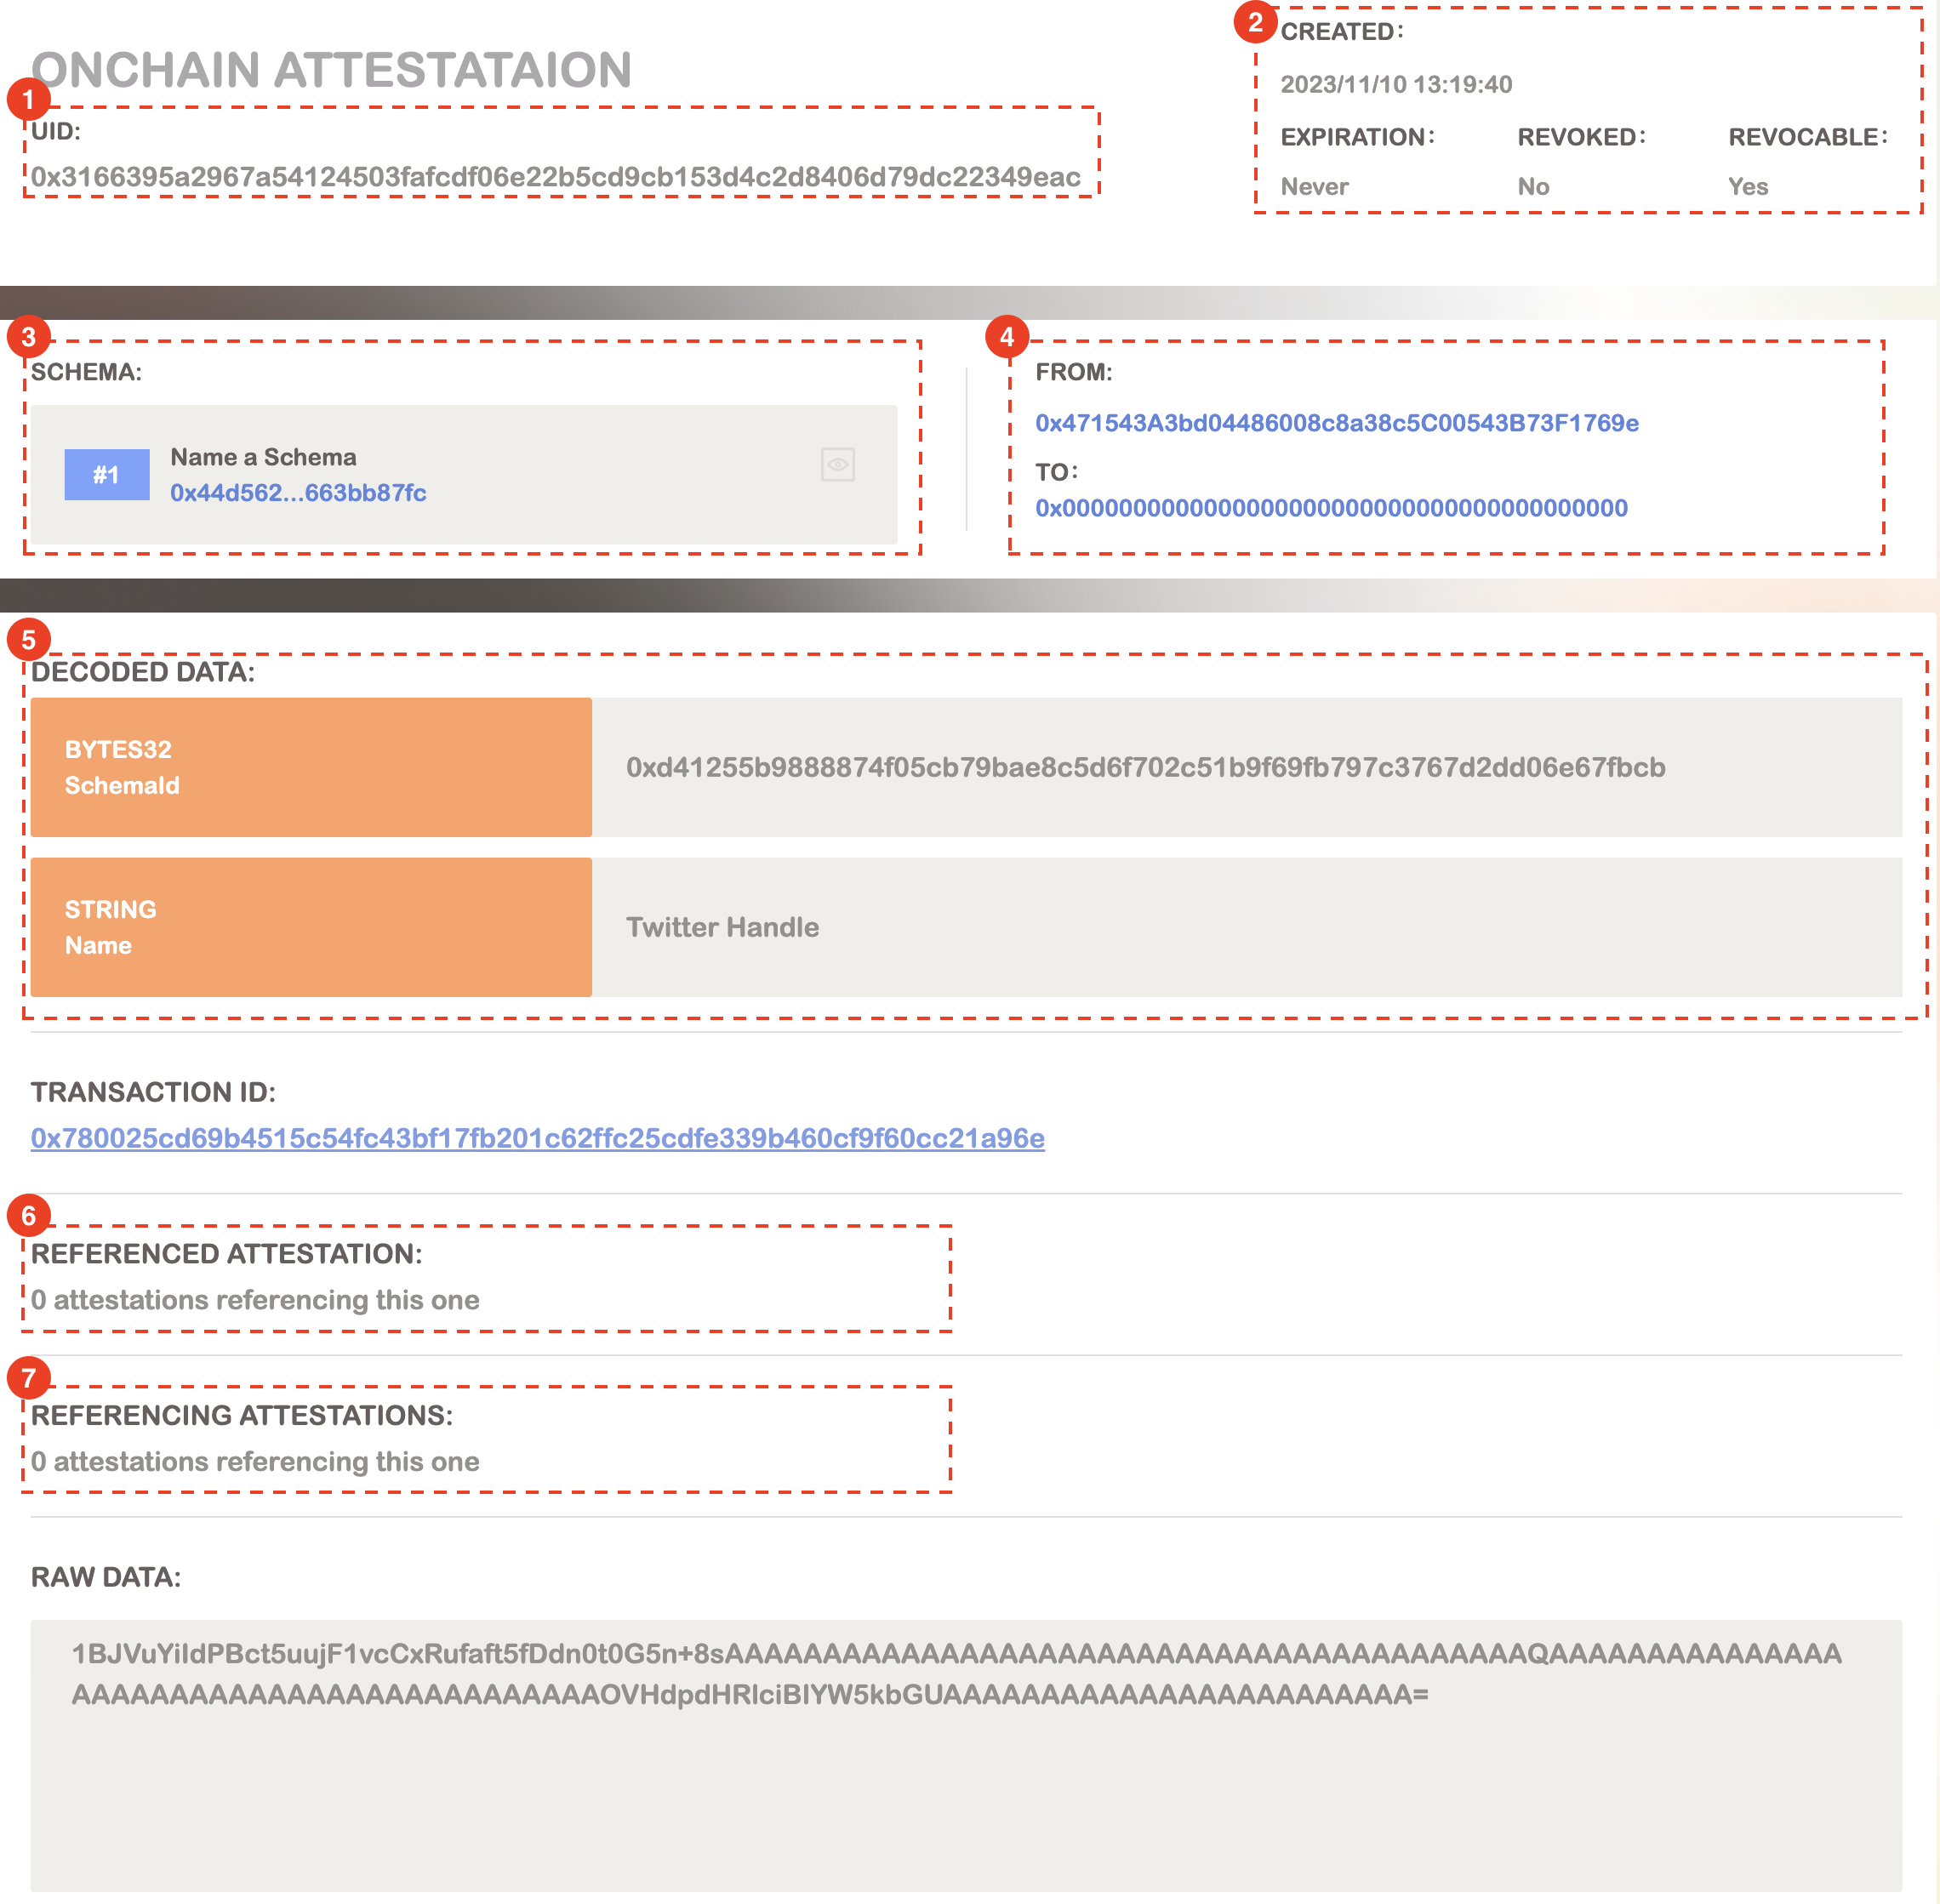 ONCHAIN ATTESTATAION
1
UID:
0x3166395a2967a54124503fafcdf06e22b5cd9cb153d4c2d8406d79dc22349eac
2
CREATED:
2023/11/10 13:19:40
EXPIRATION: REVOKED: REVOCABLE:
Never No Yes
3
SCHEMA:
#1
Name a Schema
0x44d562...663bb87fc
4
FROM:
0x471543A3bd04486008c8a38c5C00543B73F1769e
TO:
0x0000000000000000000000000000000000000000
5
DECODED DATA:
BYTES32
SchemaId
0xd41255b9888874f05cb79bae8c5d6f702c51b9f69fb797c3767d2dd06e67fbcb
STRING
Name
Twitter Handle
TRANSACTION ID:
0x780025cd69b4515c54fc43bf17fb201c62ffc25cdfe339b460cf9f60cc21a96e
6
REFERENCED ATTESTATION:
0 attestations referencing this one
7
REFERENCING ATTESTATIONS:
0 attestations referencing this one
RAW DATA:
1BJVuYiIdPBct5uujF1vcCxRufaft5fDdn0t0G5n+8sAAAAAAAAAAAAAAAAAAAAAAAAAAAAAAAAAAAAAAAAAQAAAAAAAAAAAAAAA
AAAAAAAAAAAAAAAAAAAAAAAAAAAOVHdpdHRlciBIYW5kbGUAAAAAAAAAAAAAAAAAAAAAAAA=